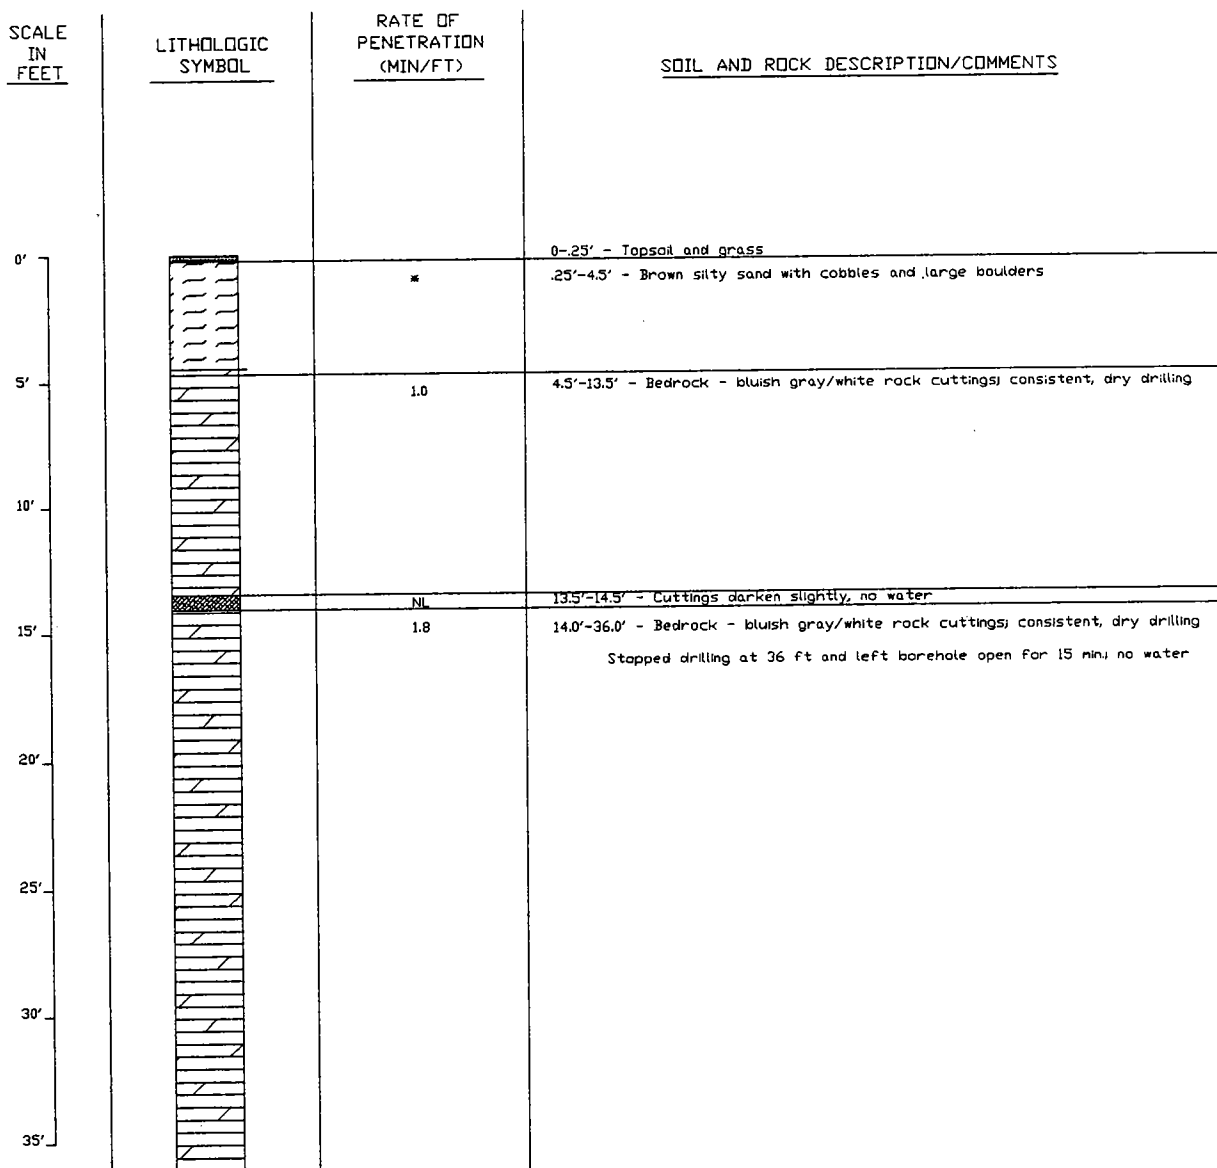 SCALE
IN
FEET
LITHOLOGIC
SYMBOL
RATE OF
PENETRATION
(MIN/FT)
SOIL AND ROCK DESCRIPTION/COMMENTS
0-.25' - Topsoil and grass
0'
* .25'-4.5' - Brown silty sand with cobbles and large boulders
5'
1.0 4.5'-13.5' - Bedrock - bluish gray/white rock cuttings; consistent, dry drilling
10'
NL 13.5'-14.5' - Cuttings darken slightly, no water
15'
1.8 14.0'-36.0' - Bedrock - bluish gray/white rock cuttings; consistent, dry drilling
Stopped drilling at 36 ft and left borehole open for 15 min.; no water
20'
25'
30'
35'